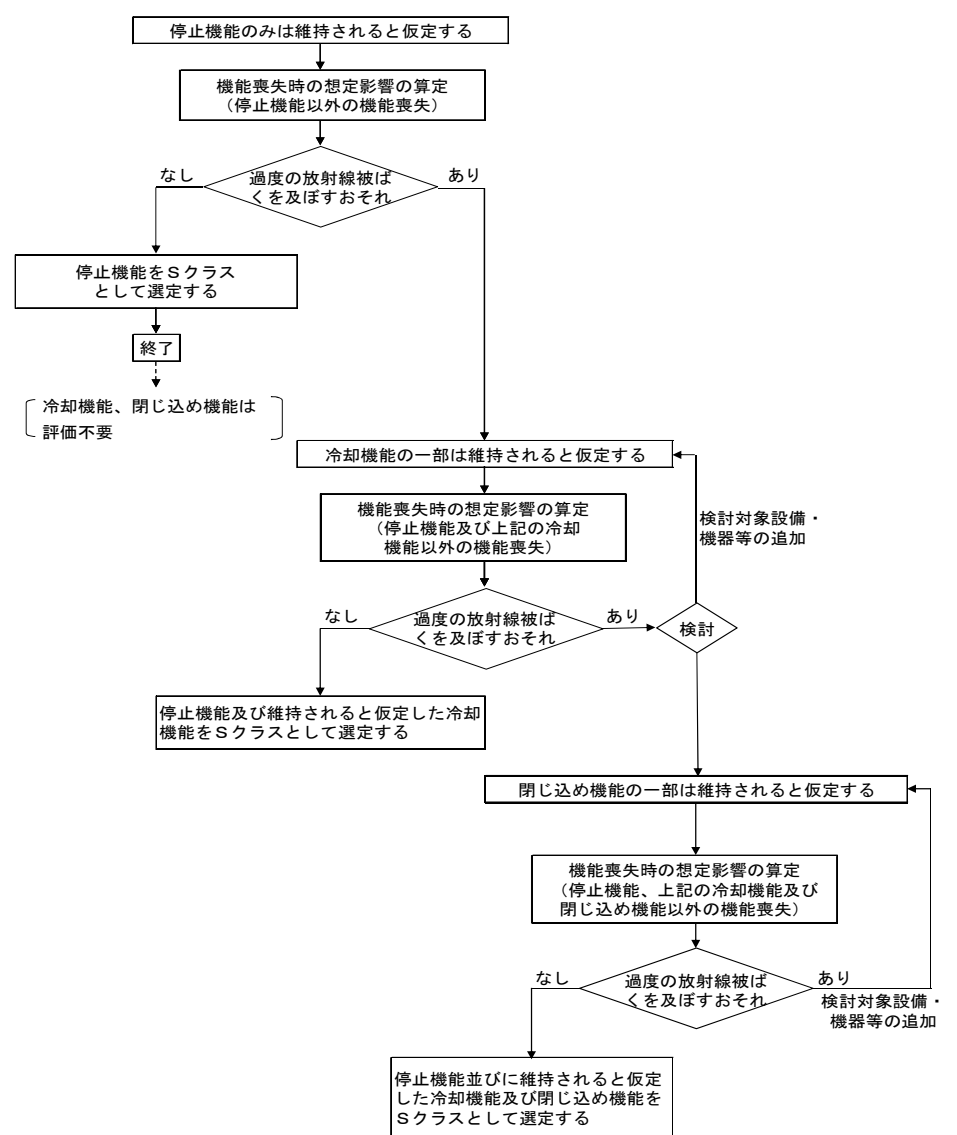 停止機能のみは維持されると仮定する
機能喪失時の想定影響の算定
（停止機能以外の機能喪失）
なし
過度の放射線被ば
くを及ぼすおそれ
あり
停止機能をＳクラス
として選定する
終了
冷却機能、閉じ込め機能は
評価不要
冷却機能の一部は維持されると仮定する
機能喪失時の想定影響の算定
（停止機能及び上記の冷却
機能以外の機能喪失）
検討対象設備・
機器等の追加
なし
過度の放射線被ば
くを及ぼすおそれ
あり
検討
停止機能及び維持されると仮定した冷却
機能をＳクラスとして選定する
閉じ込め機能の一部は維持されると仮定する
機能喪失時の想定影響の算定
（停止機能、上記の冷却機能及び
閉じ込め機能以外の機能喪失）
なし
過度の放射線被ば
くを及ぼすおそれ
あり
検討対象設備・
機器等の追加
停止機能並びに維持されると仮定
した冷却機能及び閉じ込め機能を
Ｓクラスとして選定する